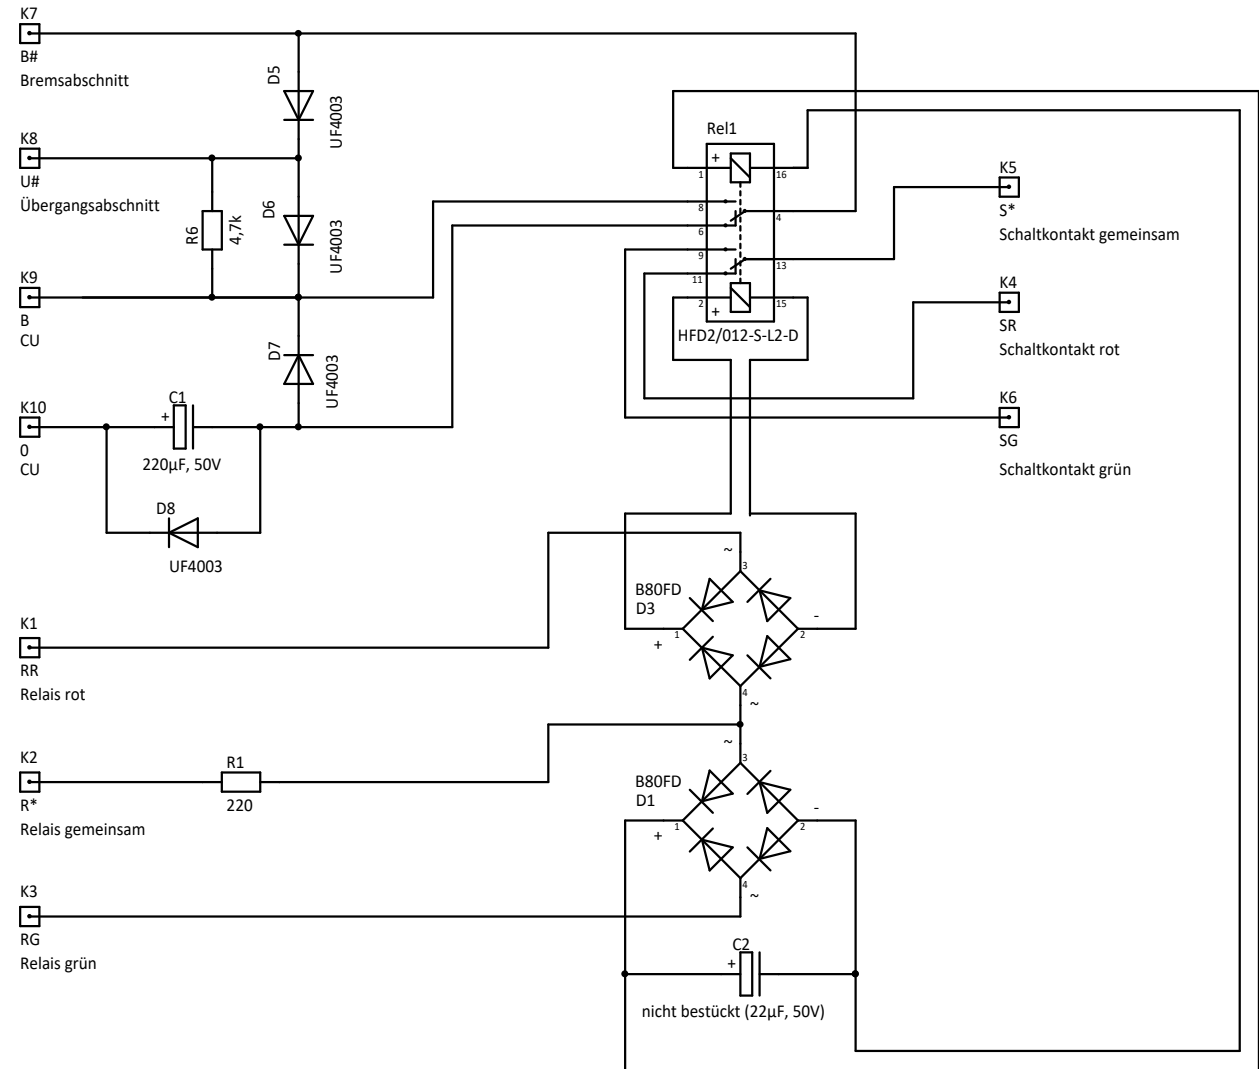 K7
B#
Bremsabschnitt
D5
UF4003
K8
U#
Übergangsabschnitt
R6
4,7k
D6
UF4003
K9
B
CU
D7
UF4003
K10
0
CU
C1
+
220µF, 50V
D8
UF4003
Rel1
+
1
16
8
4
6
9
13
11
2
15
+
HFD2/012-S-L2-D
K5
S*
Schaltkontakt gemeinsam
K4
SR
Schaltkontakt rot
K6
SG
Schaltkontakt grün
K1
RR
Relais rot
~
3
B80FD
D3
-
1
2
+
4
~
K2
R*
Relais gemeinsam
R1
220
~
3
B80FD
D1
-
1
2
+
4
~
K3
RG
Relais grün
C2
+
nicht bestückt (22µF, 50V)